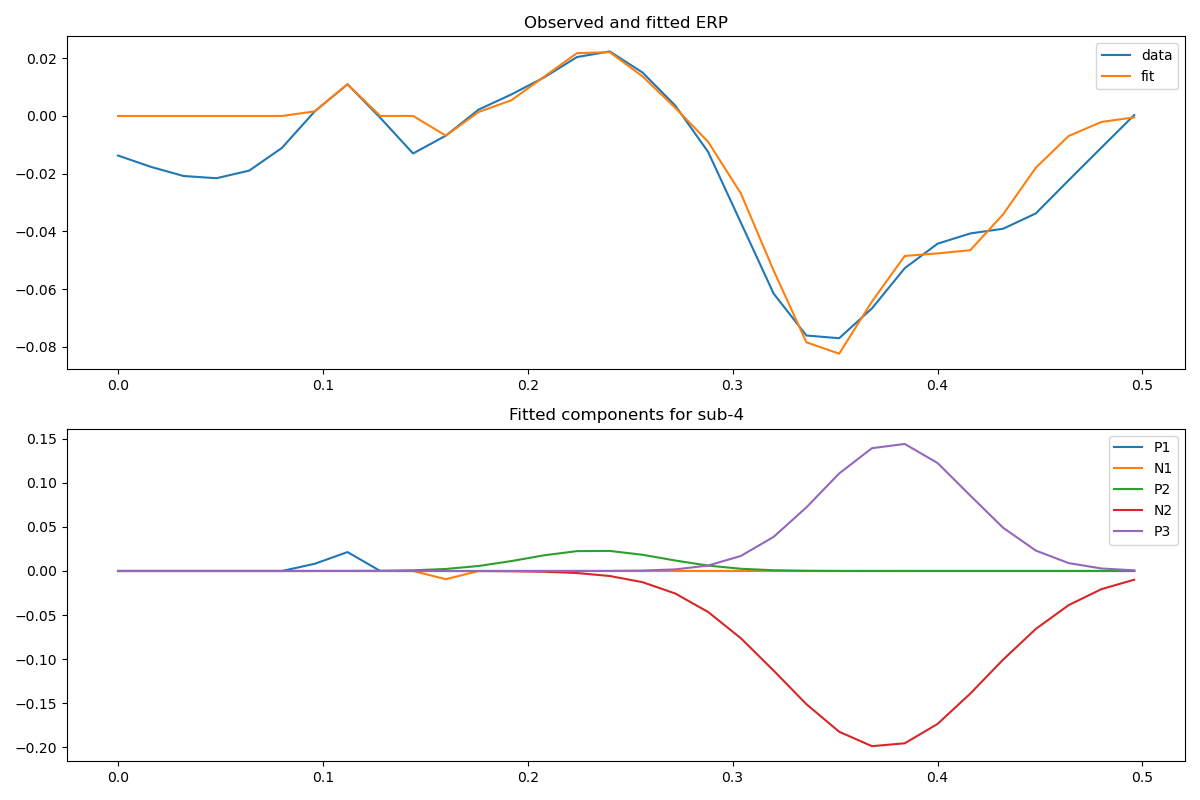 Observed and fitted ERP
0.02
0.00
−0.02
−0.04
−0.06
−0.08
data
fit
0.0 0.1 0.2 0.3 0.4 0.5
Fitted components for sub-4
0.15
0.10
0.05
0.00
−0.05
−0.10
−0.15
−0.20
P1
N1
P2
N2
P3
0.0 0.1 0.2 0.3 0.4 0.5